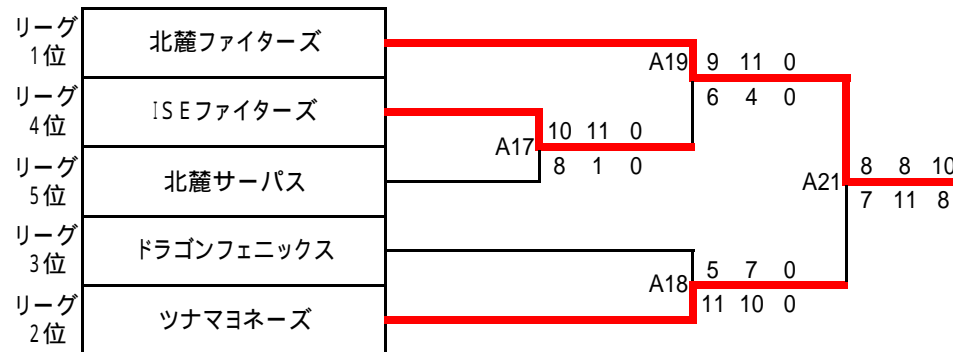 リーグ
1位
北麓ファイターズ
A19
9 11 0
6 4 0
リーグ
4位
ISEファイターズ
A17
10 11 0
8 1 0
リーグ
5位
北麓サーパス
A21
8 8 10
7 11 8
リーグ
3位
ドラゴンフェニックス
A18
5 7 0
11 10 0
リーグ
2位
ツナマヨネーズ